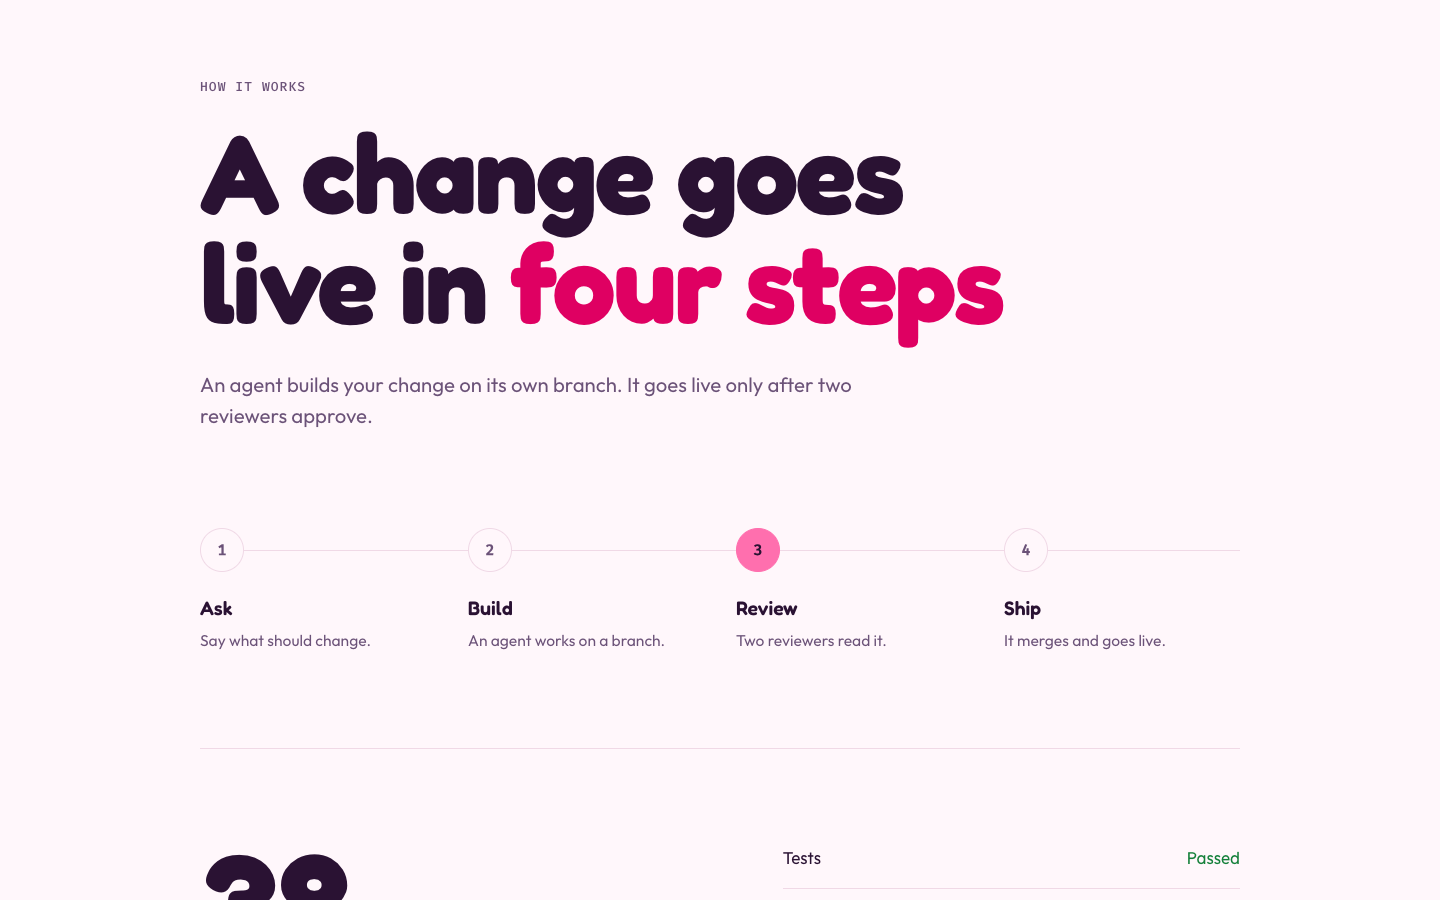 HOW IT WORKS
A change goes
live in four steps
An agent builds your change on its own branch. It goes live only after two
reviewers approve.
1
2
3
4
Ask
Build
Review
Ship
Say what should change.
An agent works on a branch.
Two reviewers read it.
It merges and goes live.
Tests
Passed